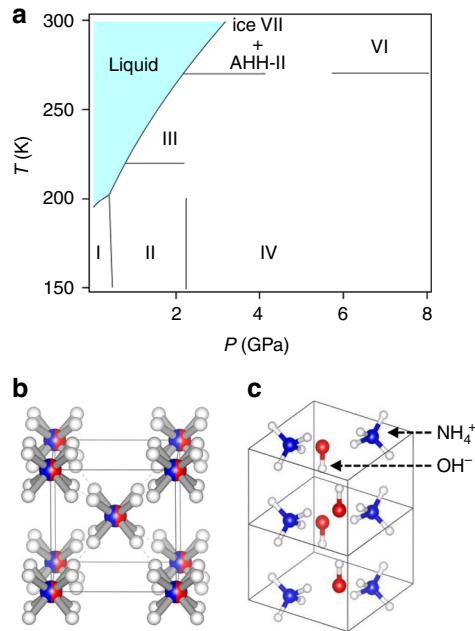 a
300
250
200
150
T (K)
Liquid
ice VII
+
AHH-II
VI
III
I
II
IV
2
4
6
8
P (GPa)
b
c
NH₄⁺
OH⁻